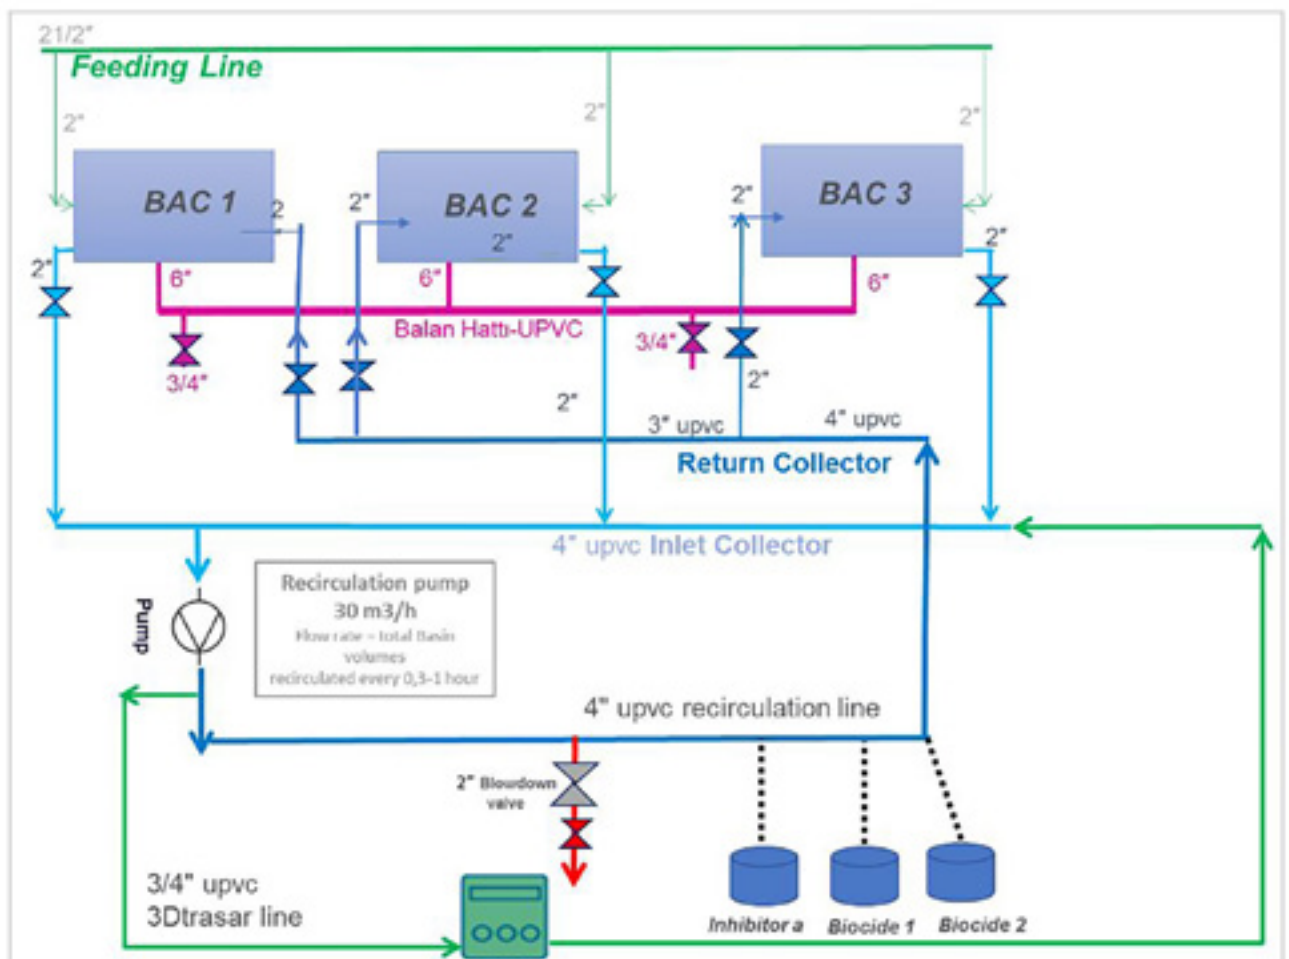 21/2"
Feeding Line
2"
2"
2"
BAC 1
BAC 2
BAC 3
2
2"
2"
2"
2"
2"
6"
6"
6"
Balan Hattı-UPVC
3/4"
3/4"
2"
2"
3" upvc
4" upvc
Return Collector
4" upvc Inlet Collector
Pump
Recirculation pump
30 m3/h
Flow rate = total Basin
volumes
recirculated every 0,3-1 hour
4" upvc recirculation line
2" Blowdown
valve
3/4" upvc
3Dtrasar line
Inhibitor a
Biocide 1
Biocide 2